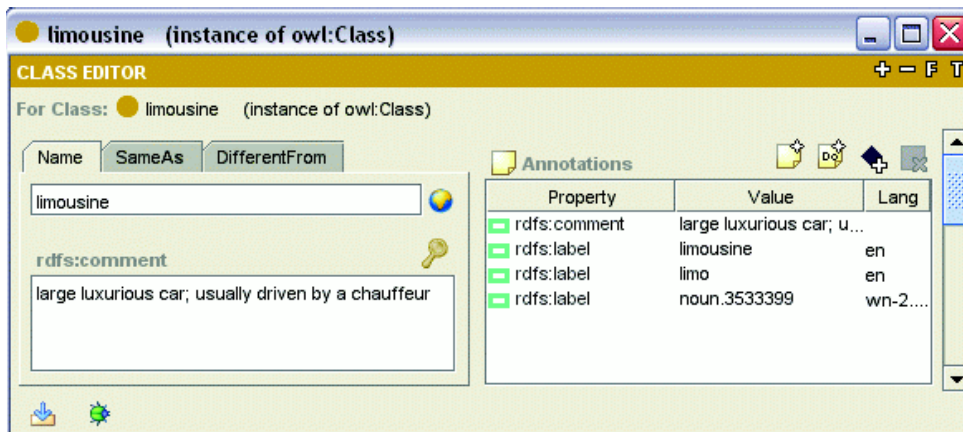 limousine (instance of owl:Class)
CLASS EDITOR + − F T
For Class: limousine (instance of owl:Class)
Name SameAs DifferentFrom
limousine
rdfs:comment
large luxurious car; usually driven by a chauffeur
Annotations
Property Value Lang
rdfs:comment large luxurious car; u...
rdfs:label limousine en
rdfs:label limo en
rdfs:label noun.3533399 wn-2....